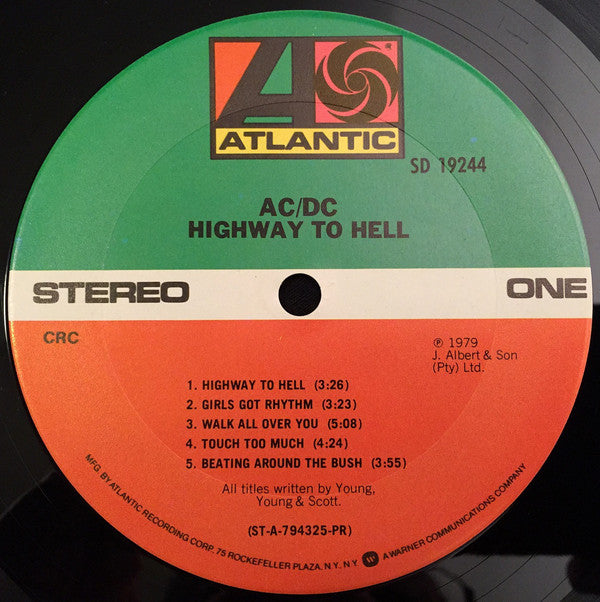 ATLANTIC
SD 19244
AC/DC
HIGHWAY TO HELL
STEREO
ONE
CRC
℗ 1979
J. Albert & Son
(Pty) Ltd.
1. HIGHWAY TO HELL (3:26)
2. GIRLS GOT RHYTHM (3:23)
3. WALK ALL OVER YOU (5:08)
4. TOUCH TOO MUCH (4:24)
5. BEATING AROUND THE BUSH (3:55)
All titles written by Young,
Young & Scott.
(ST-A-794325-PR)
MFG. BY ATLANTIC RECORDING CORP. 75 ROCKEFELLER PLAZA, N.Y. N.Y. A WARNER COMMUNICATIONS COMPANY